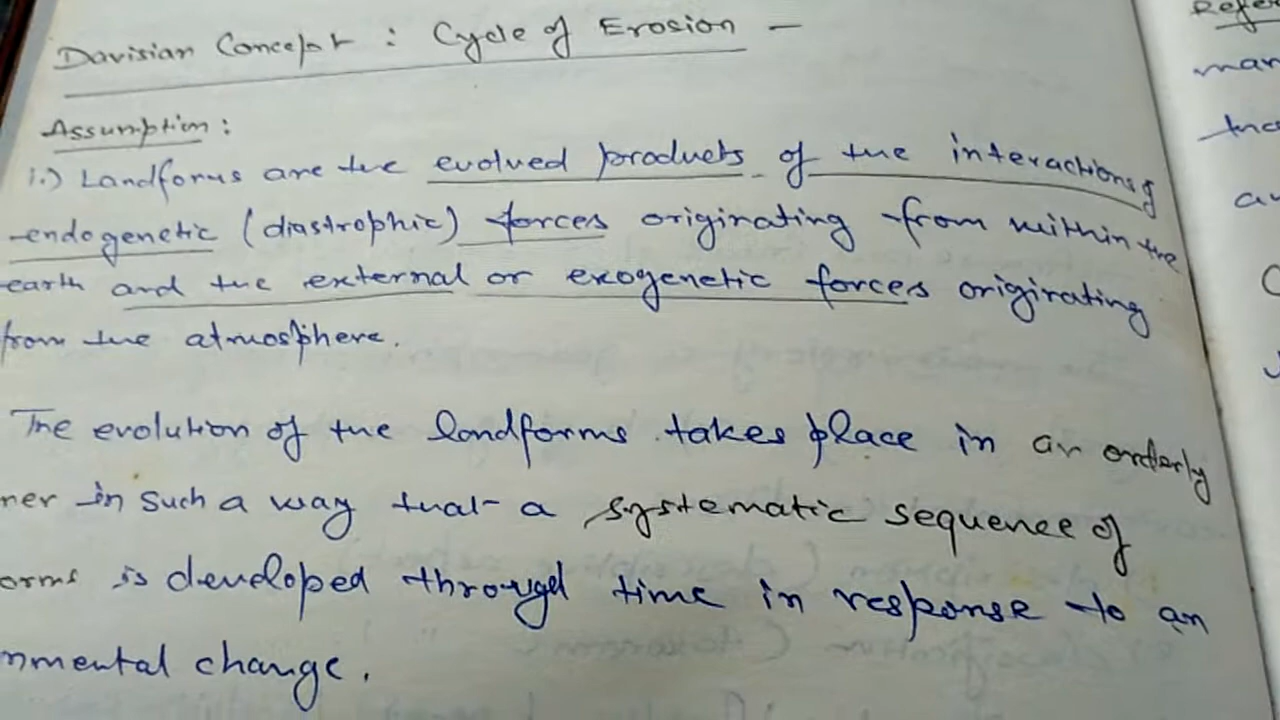 Davisian Concept : Cycle of Erosion —
Assumption :
i.) Landforms are the evolved products of the interactions of
endogenetic (diastrophic) forces originating from within the
earth and the external or exogenetic forces originating
from the atmosphere.
The evolution of the landforms takes place in an orderly
ner in such a way that a systematic sequence of
orms is developed through time in response to an
nmental change.
Refer
man